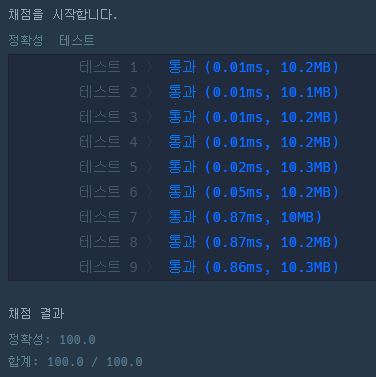 채점을 시작합니다.
정확성 테스트
테스트 1 〉 통과 (0.01ms, 10.2MB)
테스트 2 〉 통과 (0.01ms, 10.1MB)
테스트 3 〉 통과 (0.01ms, 10.2MB)
테스트 4 〉 통과 (0.01ms, 10.2MB)
테스트 5 〉 통과 (0.02ms, 10.3MB)
테스트 6 〉 통과 (0.05ms, 10.2MB)
테스트 7 〉 통과 (0.87ms, 10MB)
테스트 8 〉 통과 (0.87ms, 10.2MB)
테스트 9 〉 통과 (0.86ms, 10.3MB)
채점 결과
정확성: 100.0
합계: 100.0 / 100.0